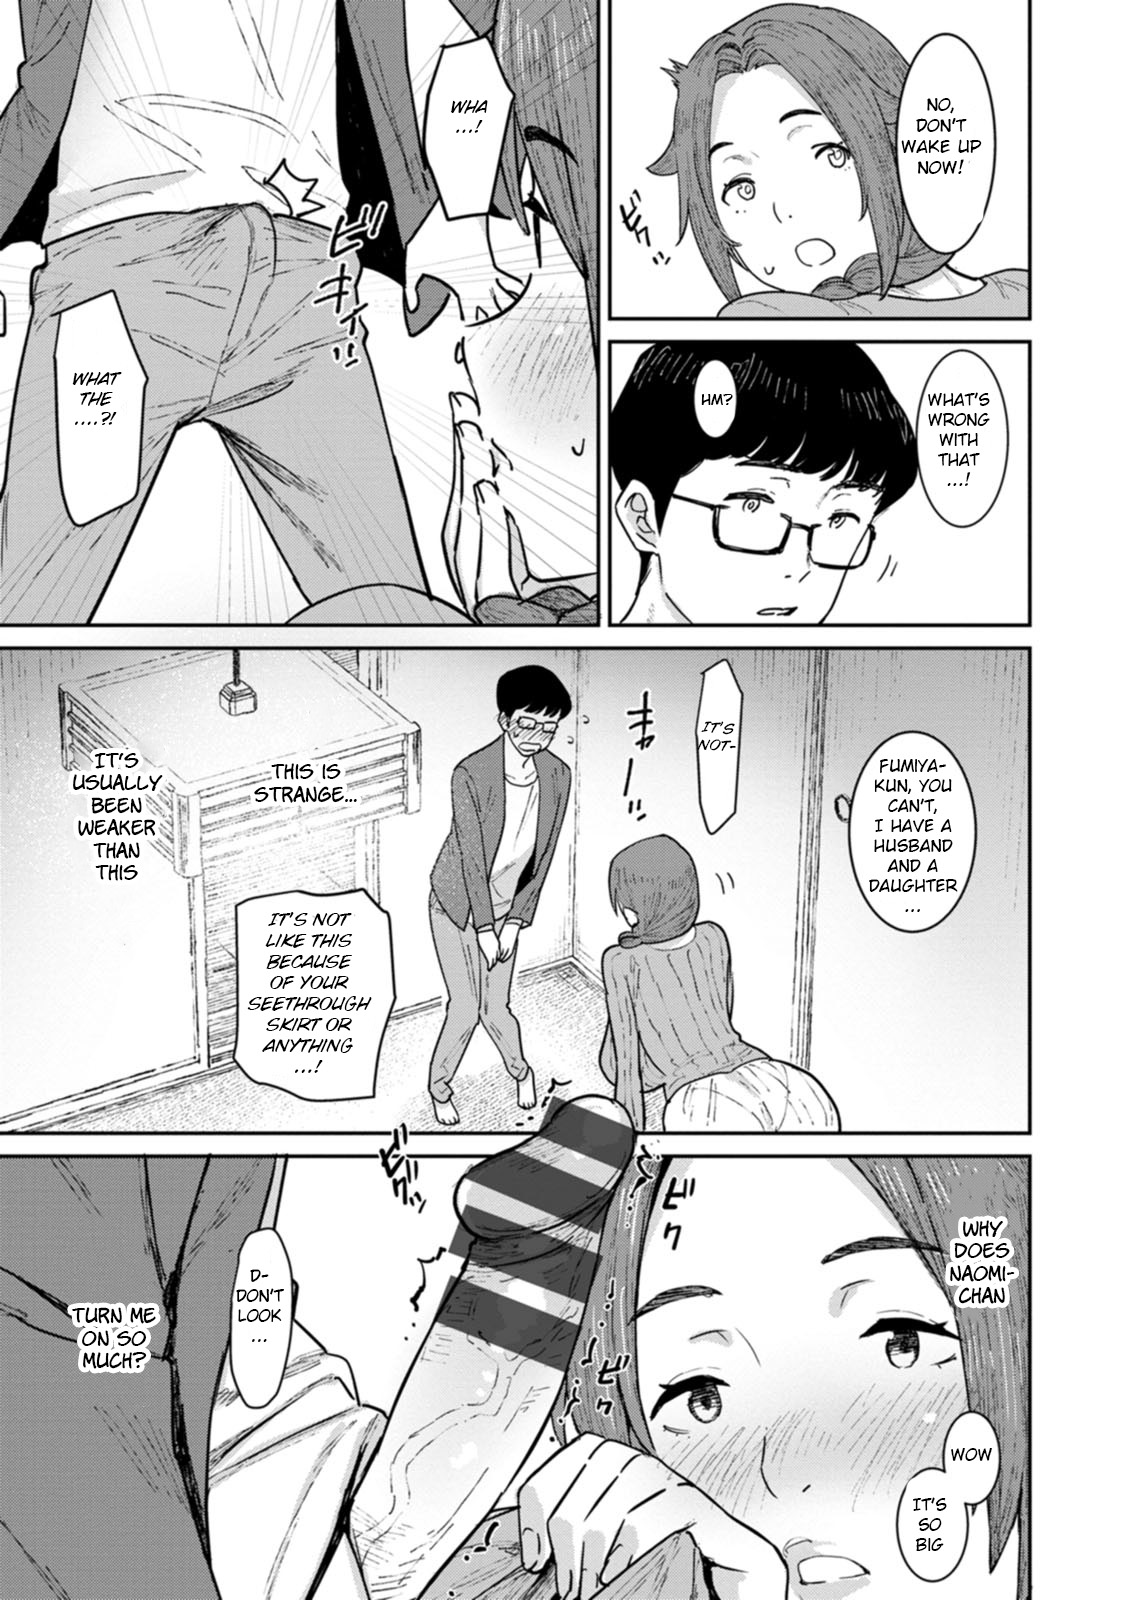 NO,
DON'T
WAKE UP
NOW!
WHAT'S
WRONG
WITH
THAT
...!
HM?
WHA
...!
WHAT
THE
....?!
FUMIYA-
KUN, YOU
CAN'T,
I HAVE A
HUSBAND
AND A
DAUGHTER
...
IT'S
NOT-
THIS IS
STRANGE...
IT'S
USUALLY
BEEN
WEAKER
THAN
THIS
IT'S NOT
LIKE THIS
BECAUSE
OF YOUR
SEETHROUGH
SKIRT OR
ANYTHING
...!
WHY
DOES
NAOMI-
CHAN
WOW
IT'S
SO
BIG
D-
DON'T
LOOK
...
TURN ME
ON SO
MUCH?